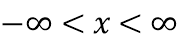 −∞ < x < ∞